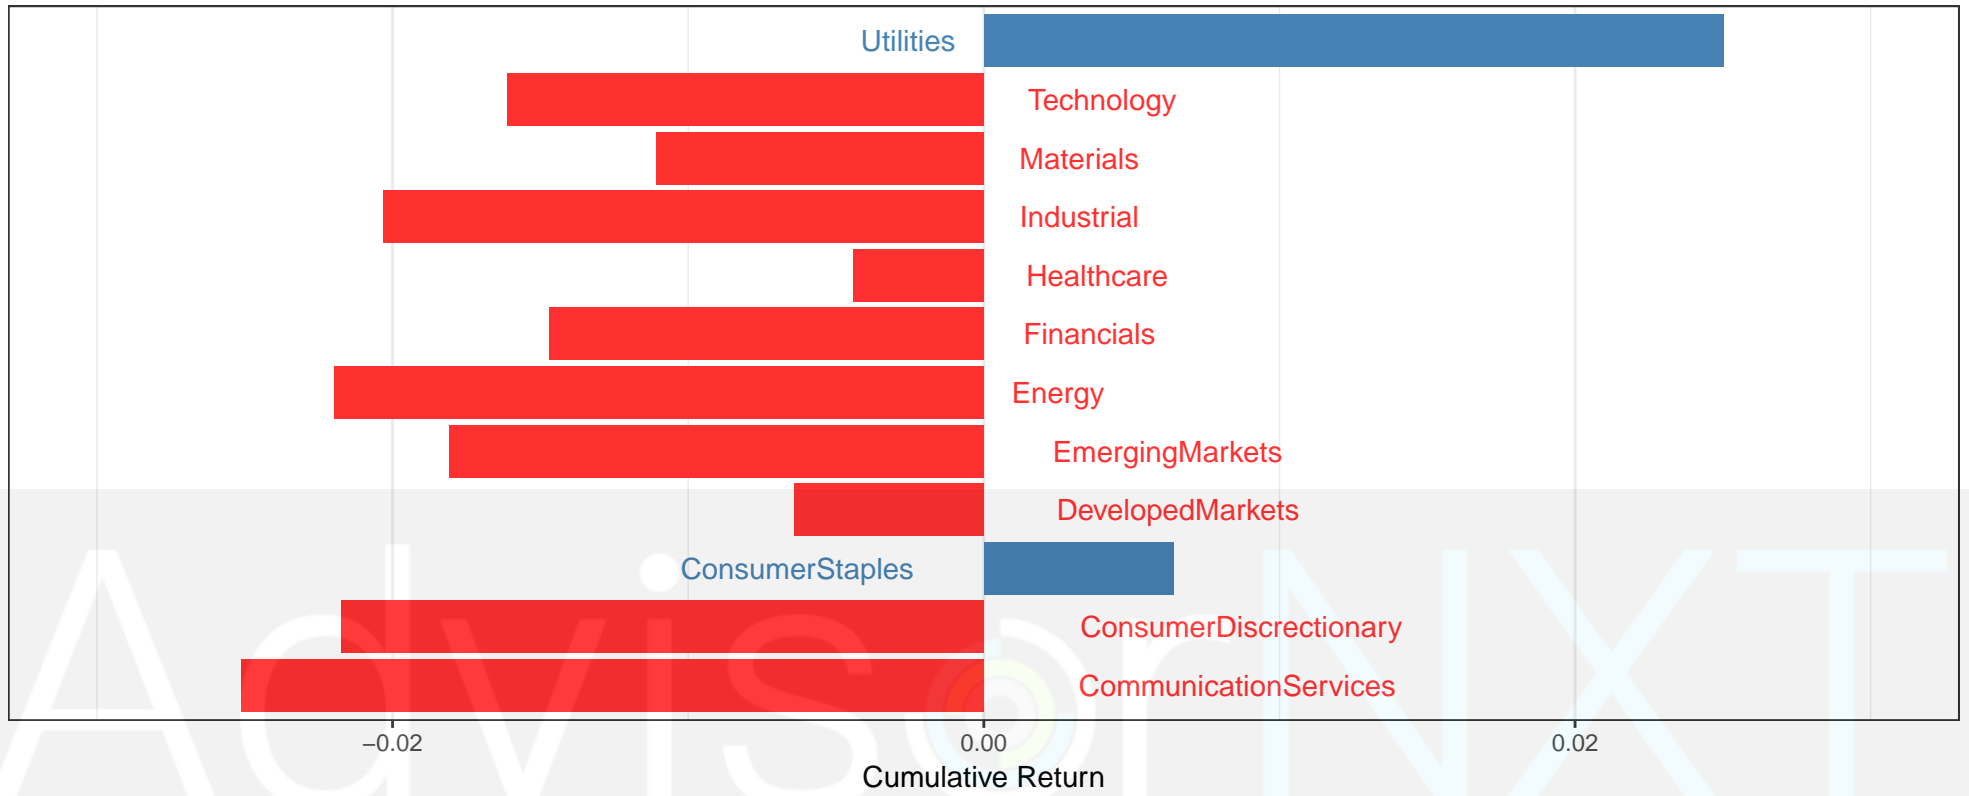 Utilities
Technology
Materials
Industrial
Healthcare
Financials
Energy
EmergingMarkets
DevelopedMarkets
ConsumerStaples
ConsumerDiscrectionary
CommunicationServices
−0.02 0.00 0.02
Cumulative Return
AdvisorNXT